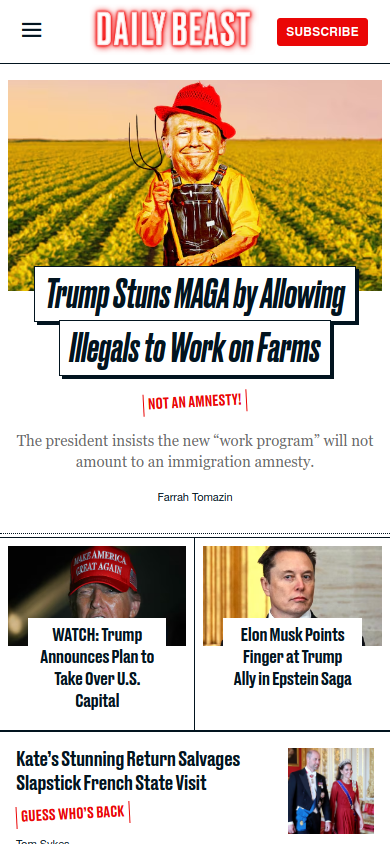 DAILY BEAST
SUBSCRIBE
Trump Stuns MAGA by Allowing
Illegals to Work on Farms
NOT AN AMNESTY!
The president insists the new “work program” will not
amount to an immigration amnesty.
Farrah Tomazin
MAKE AMERICA
GREAT AGAIN
WATCH: Trump
Announces Plan to
Take Over U.S.
Capital
Elon Musk Points
Finger at Trump
Ally in Epstein Saga
Kate’s Stunning Return Salvages
Slapstick French State Visit
GUESS WHO’S BACK
Tom Sykes